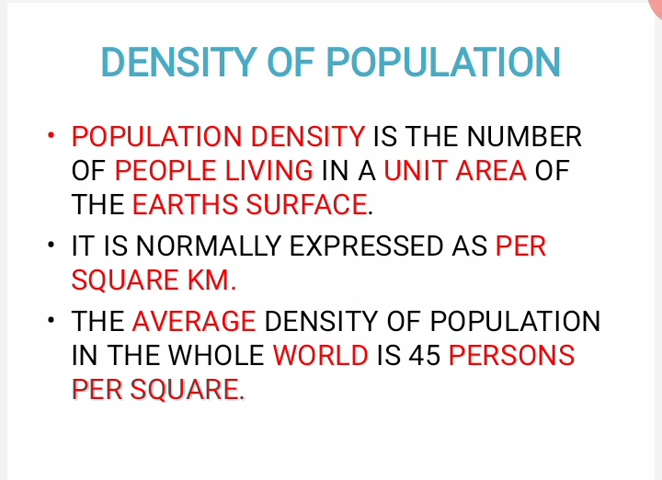 DENSITY OF POPULATION
• POPULATION DENSITY IS THE NUMBER
OF PEOPLE LIVING IN A UNIT AREA OF
THE EARTHS SURFACE.
• IT IS NORMALLY EXPRESSED AS PER
SQUARE KM.
• THE AVERAGE DENSITY OF POPULATION
IN THE WHOLE WORLD IS 45 PERSONS
PER SQUARE.